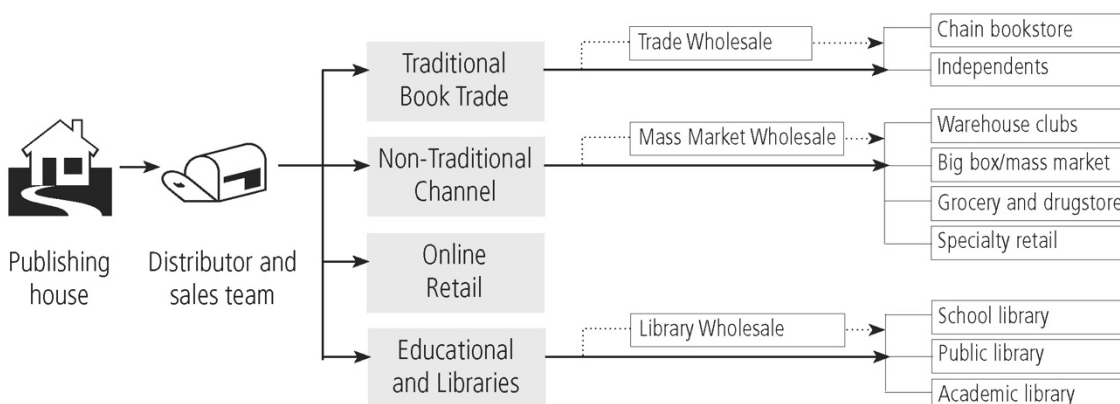 Publishing
house
Distributor and
sales team
Traditional
Book Trade
Non-Traditional
Channel
Online
Retail
Educational
and Libraries
Trade Wholesale
Mass Market Wholesale
Library Wholesale
Chain bookstore
Independents
Warehouse clubs
Big box/mass market
Grocery and drugstore
Specialty retail
School library
Public library
Academic library